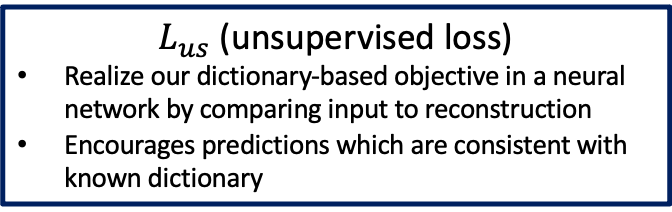 L_us (unsupervised loss)
• Realize our dictionary-based objective in a neural
network by comparing input to reconstruction
• Encourages predictions which are consistent with
known dictionary